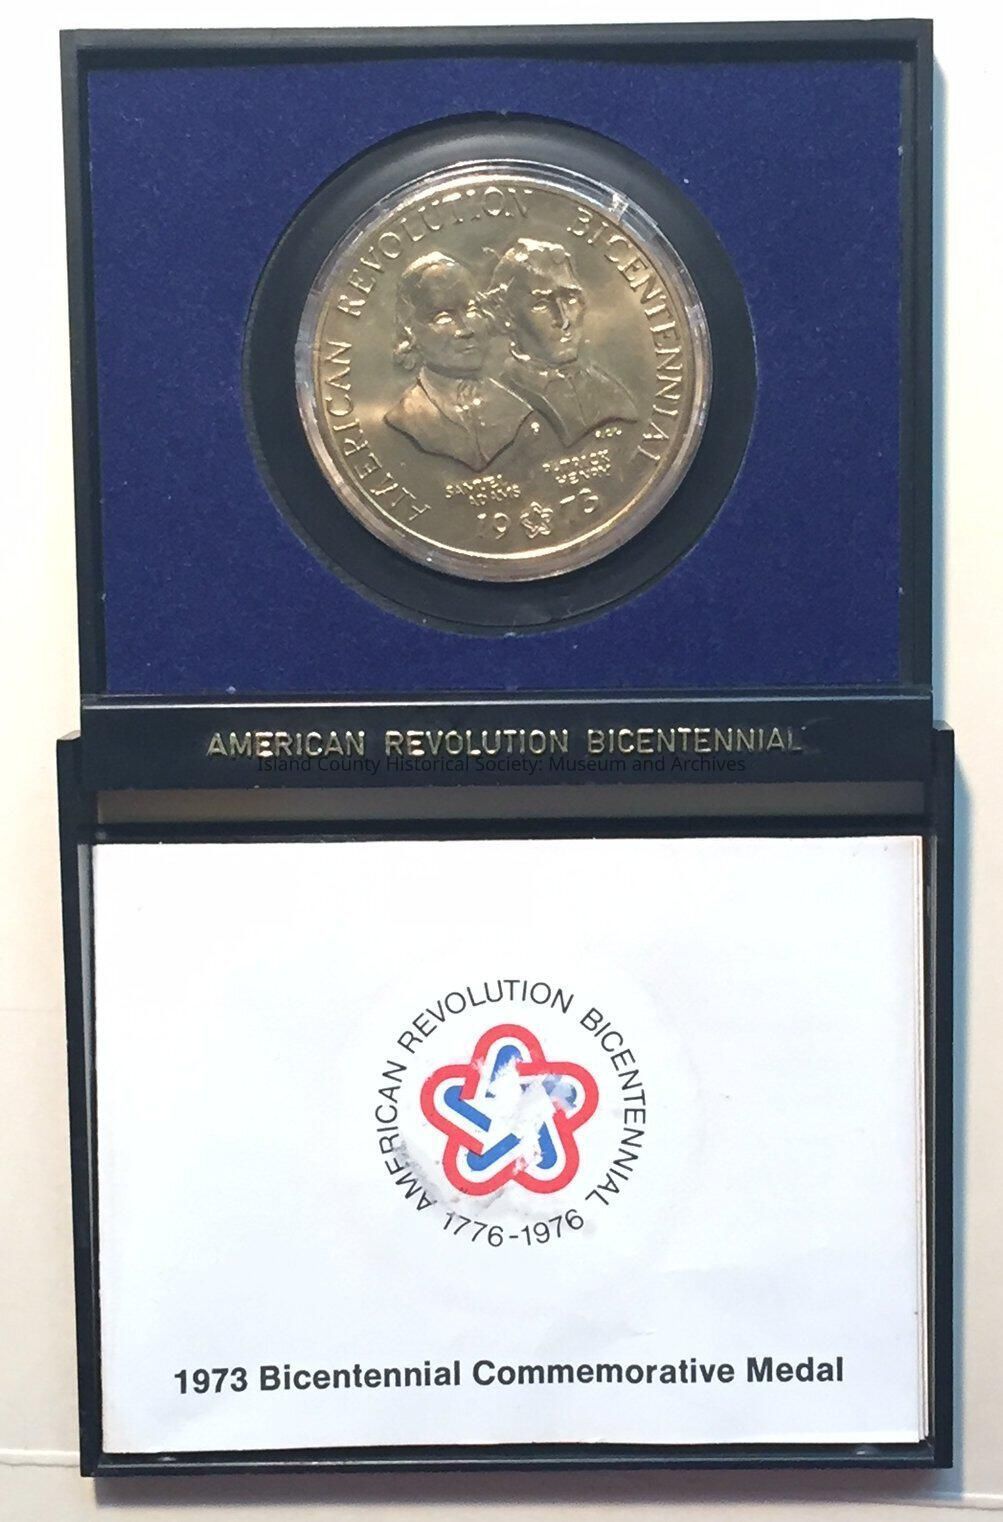 AMERICAN REVOLUTION BICENTENNIAL
SAMUEL
ADAMS
PATRICK
HENRY
1973
AMERICAN REVOLUTION BICENTENNIAL
Island County Historical Society: Museum and Archives
AMERICAN REVOLUTION BICENTENNIAL
1776-1976
1973 Bicentennial Commemorative Medal